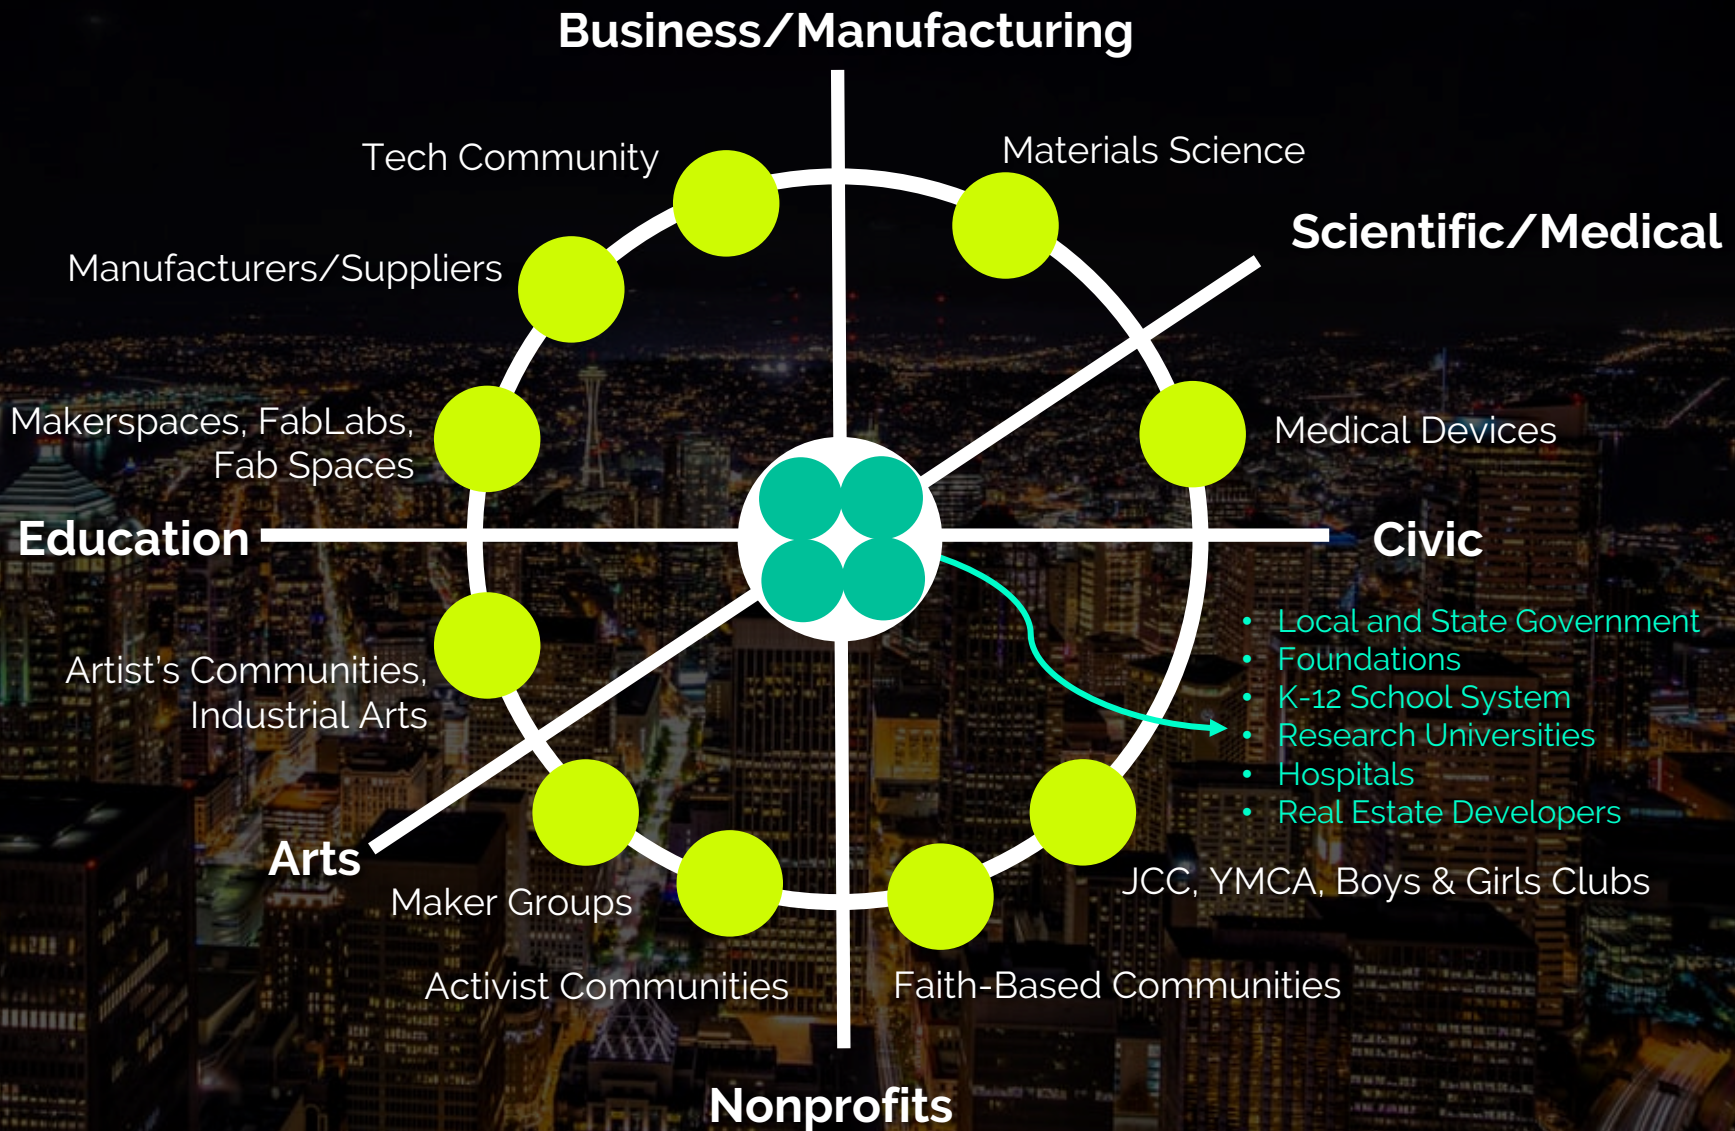 Business/Manufacturing
Tech Community
Materials Science
Scientific/Medical
Manufacturers/Suppliers
Makerspaces, FabLabs,
Fab Spaces
Medical Devices
Education
Civic
• Local and State Government
• Foundations
• K-12 School System
• Research Universities
• Hospitals
• Real Estate Developers
Artist's Communities,
Industrial Arts
Arts
Maker Groups
JCC, YMCA, Boys & Girls Clubs
Activist Communities
Faith-Based Communities
Nonprofits